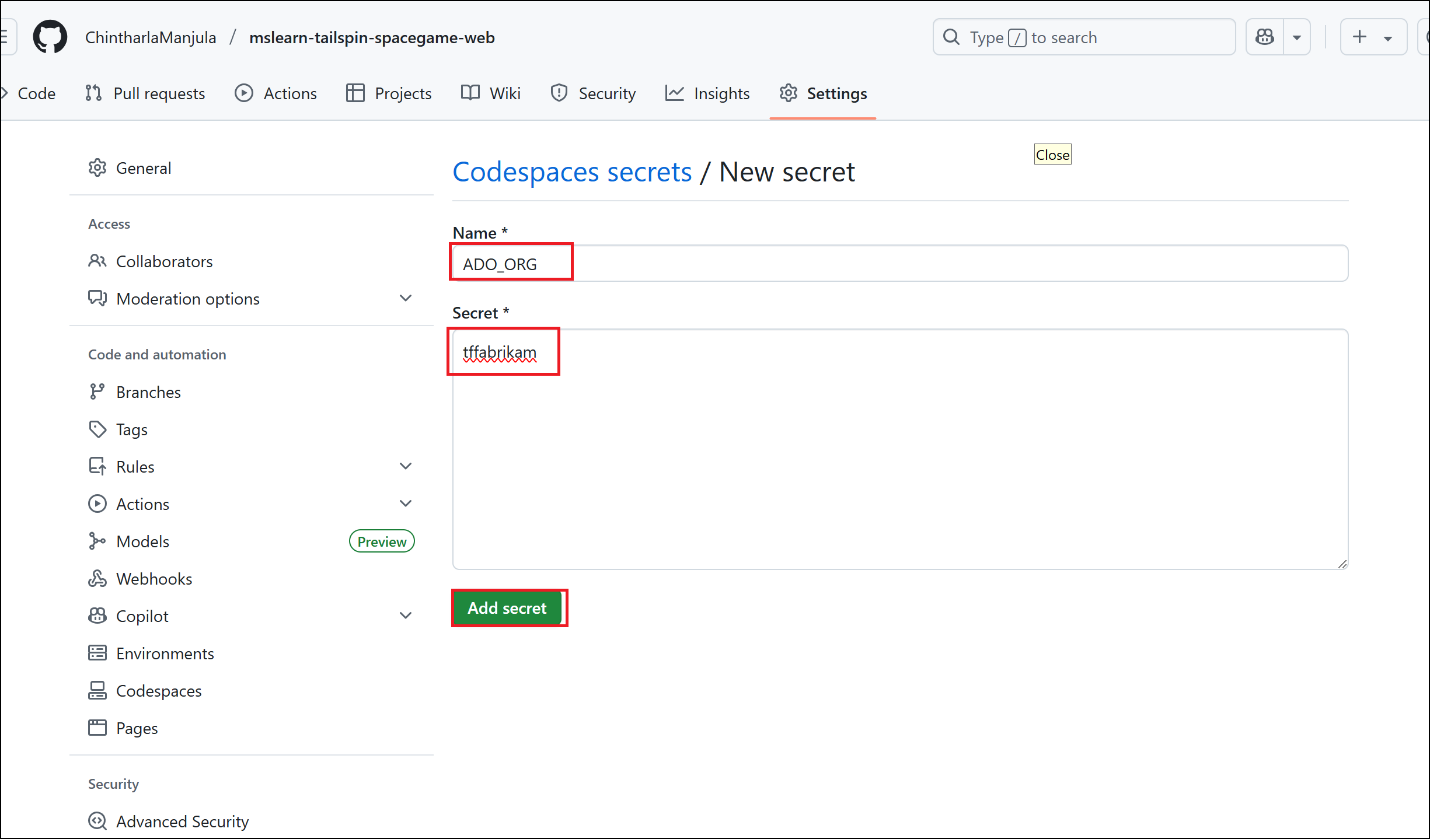 ChintharlaManjula / mslearn-tailspin-spacegame-web
Type / to search
Code
Pull requests
Actions
Projects
Wiki
Security
Insights
Settings
Close
General
Access
Collaborators
Moderation options
Code and automation
Branches
Tags
Rules
Actions
Models
Preview
Webhooks
Copilot
Environments
Codespaces
Pages
Security
Advanced Security
Codespaces secrets / New secret
Name *
ADO_ORG
Secret *
tffabrikam
Add secret